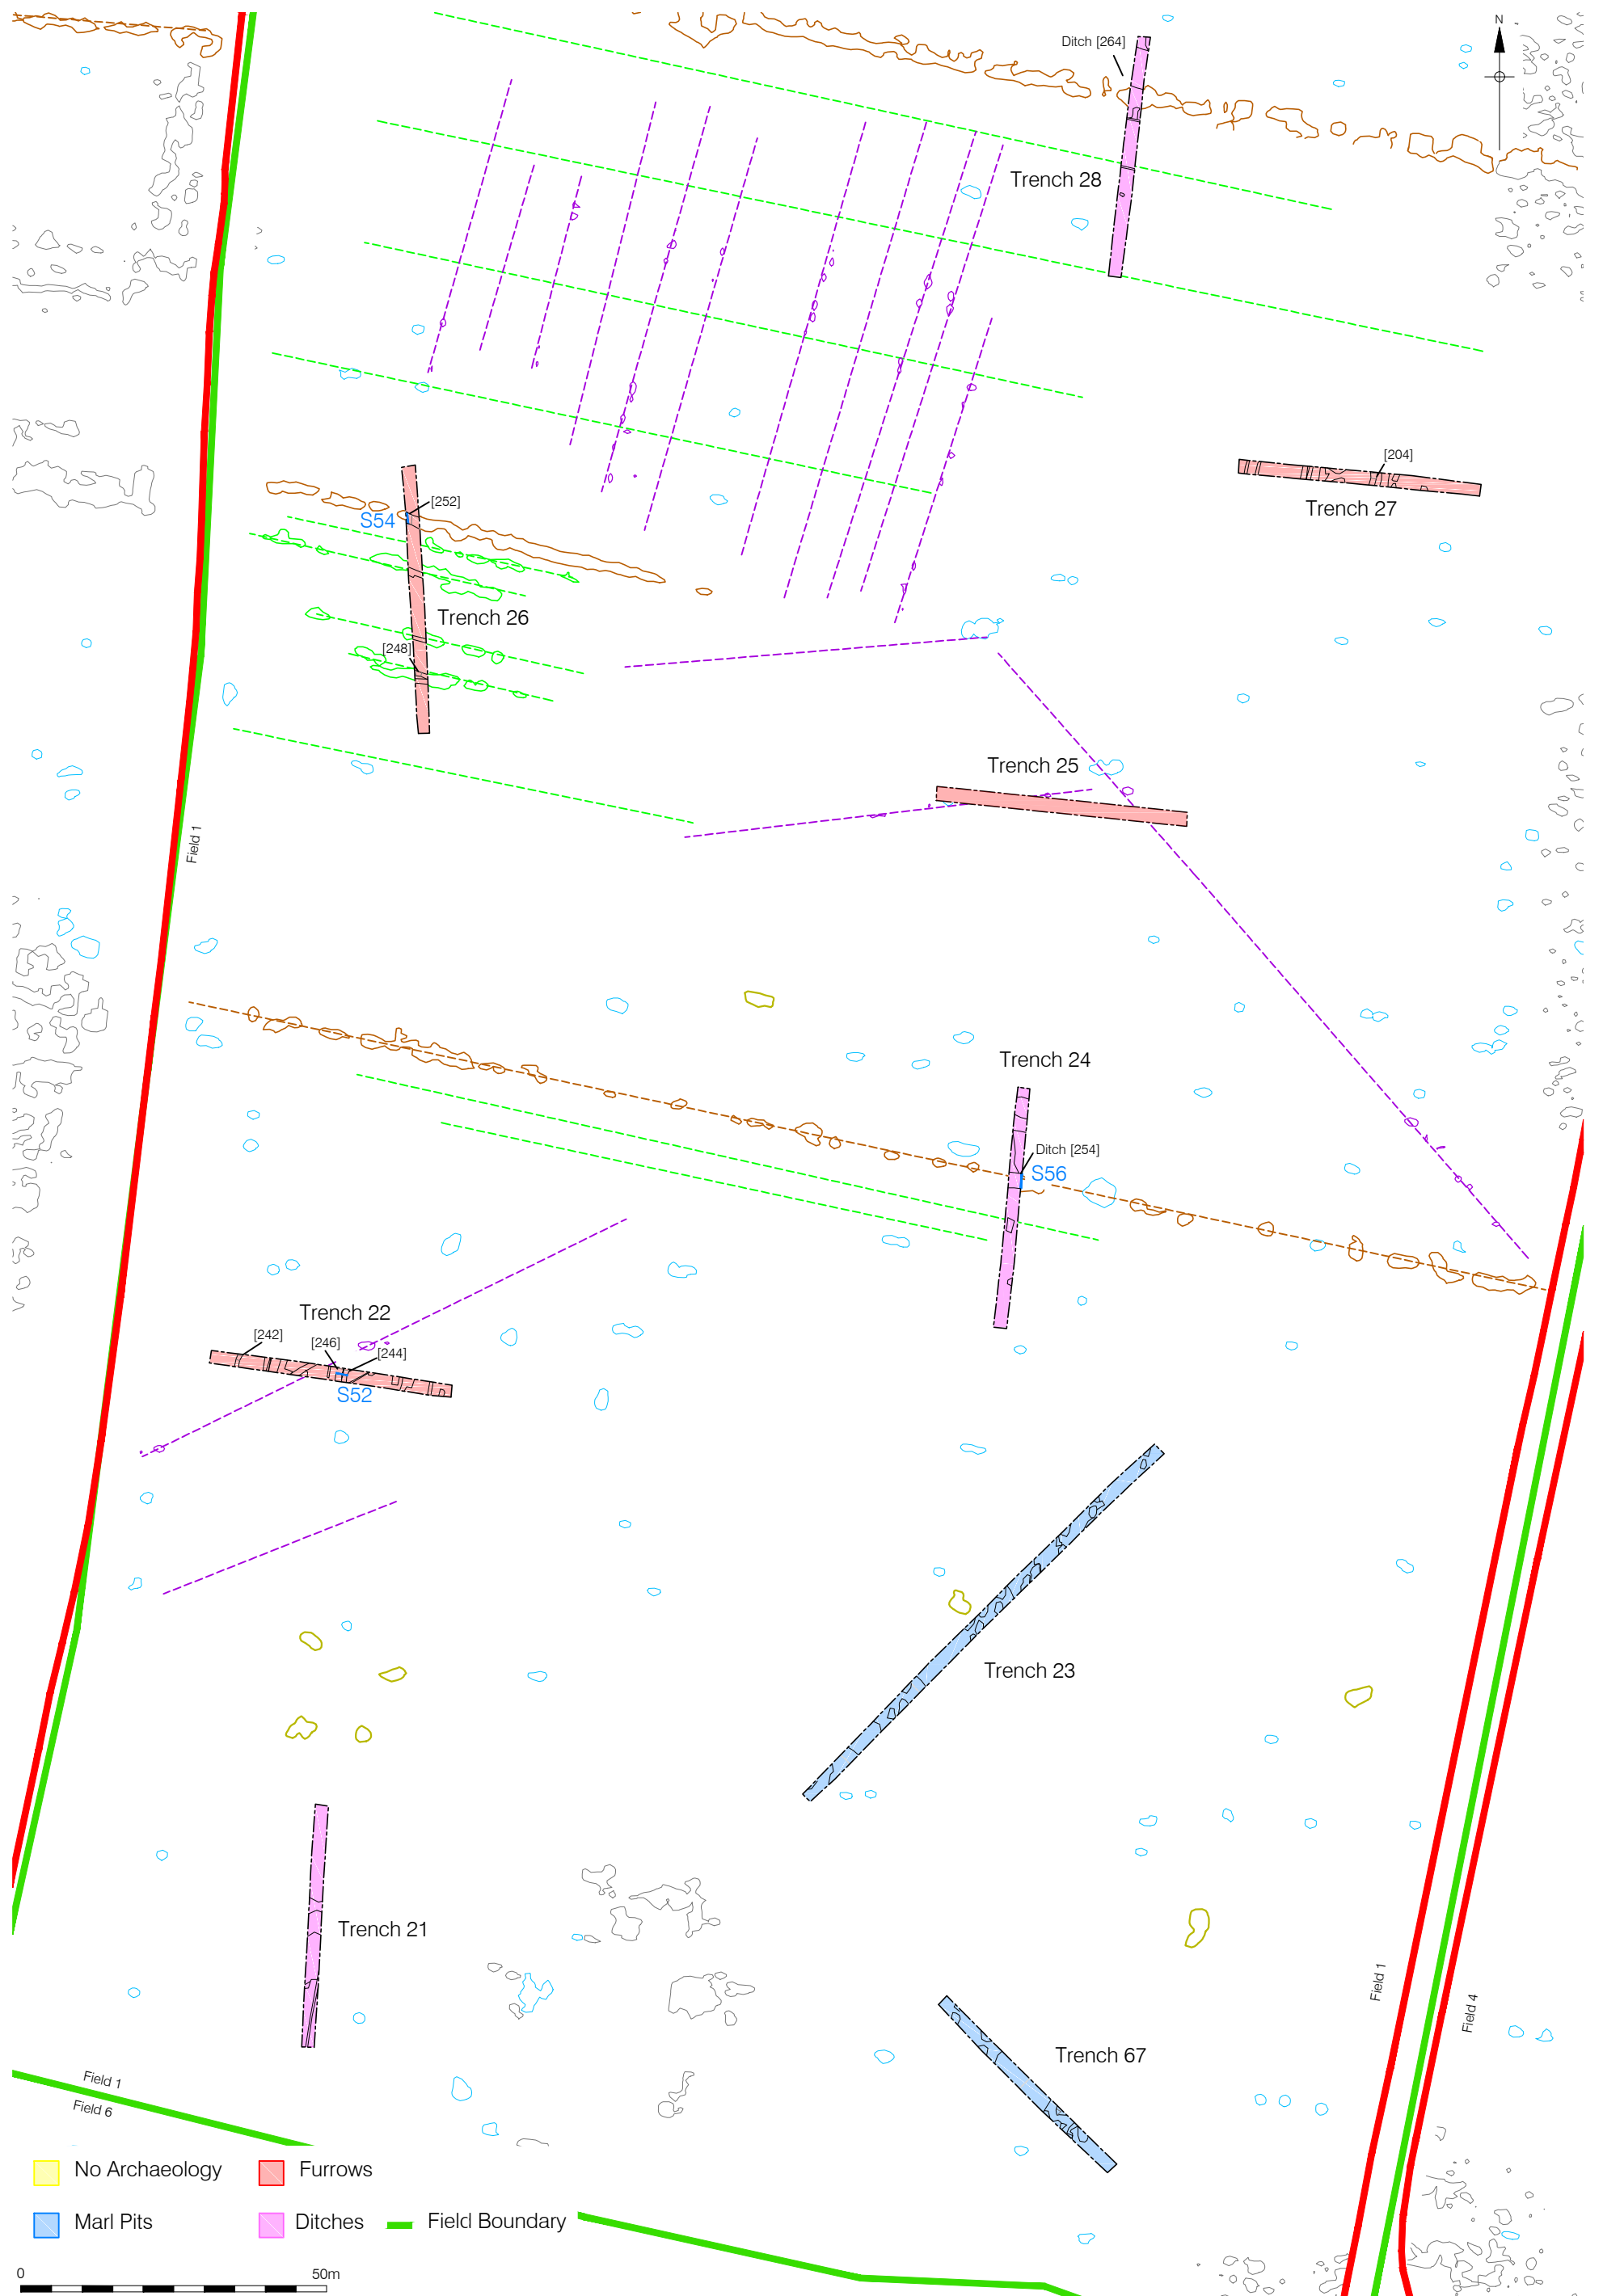 N
Ditch [264]
Trench 28
[204]
Trench 27
[252]
S54
Trench 26
[248]
Trench 25
Field 1
Trench 24
Ditch [254]
S56
Trench 22
[242]
[246]
[244]
S52
Trench 23
Trench 21
Field 1
Field 4
Trench 67
Field 1
Field 6
No Archaeology
Furrows
Marl Pits
Ditches
Field Boundary
0 50m